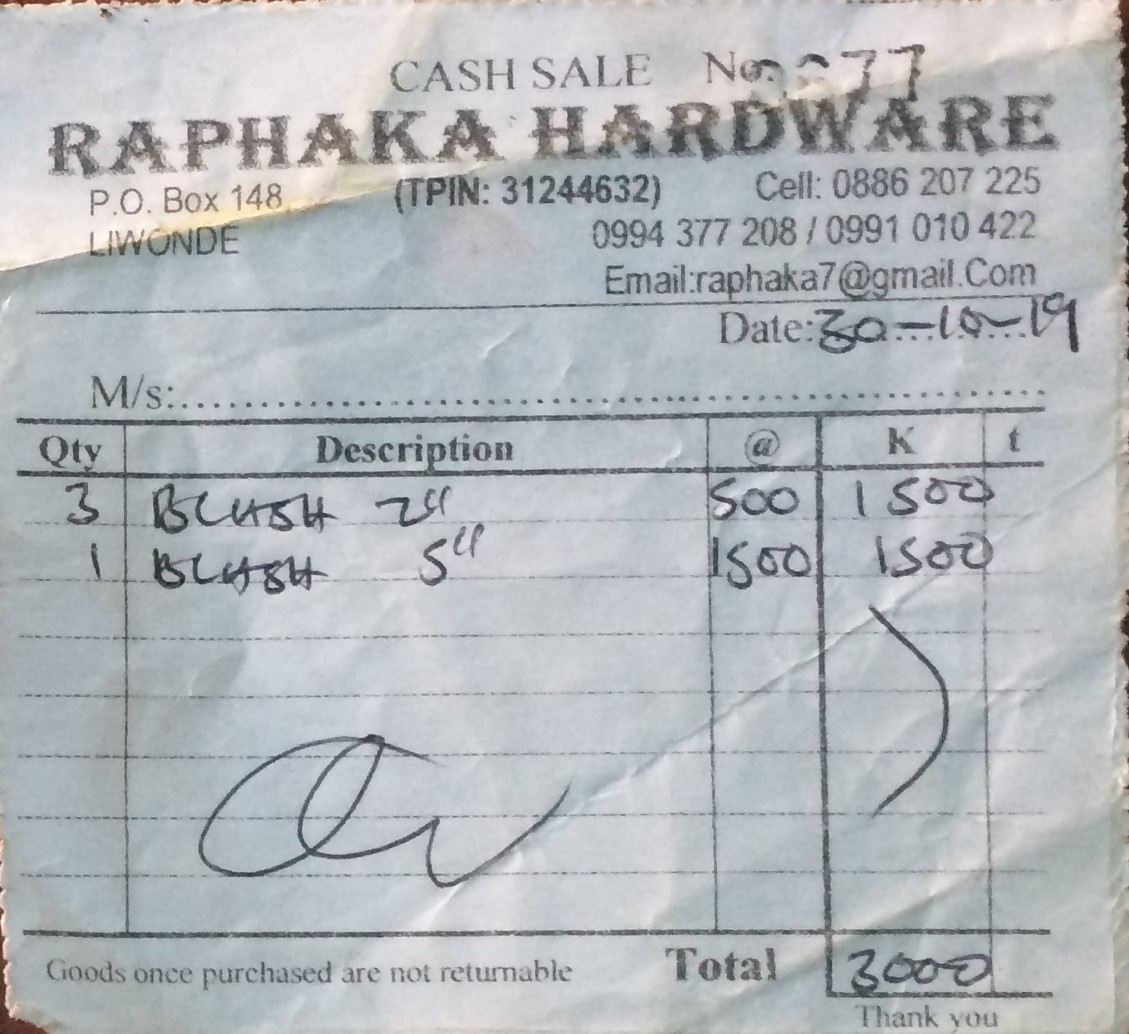 CASH SALE No. 77
RAPHAKA HARDWARE
P.O. Box 148 (TPIN: 31244632) Cell: 0886 207 225
LIWONDE 0994 377 208 / 0991 010 422
Email:raphaka7@gmail.Com
Date: 30-10-19
M/s:
Qty Description @ K t
3 BLUSH 2" 500 1500
1 BLUSH 5" 1500 1500
Goods once purchased are not returnable Total 3000
Thank you